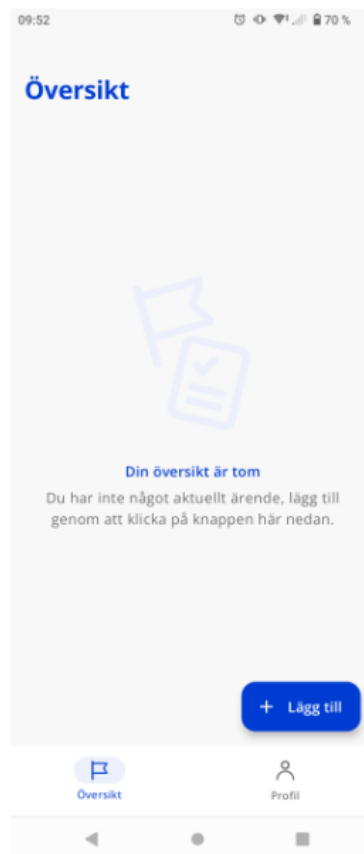 09:52
70 %
Översikt
Din översikt är tom
Du har inte något aktuellt ärende, lägg till
genom att klicka på knappen här nedan.
+ Lägg till
Översikt
Profil